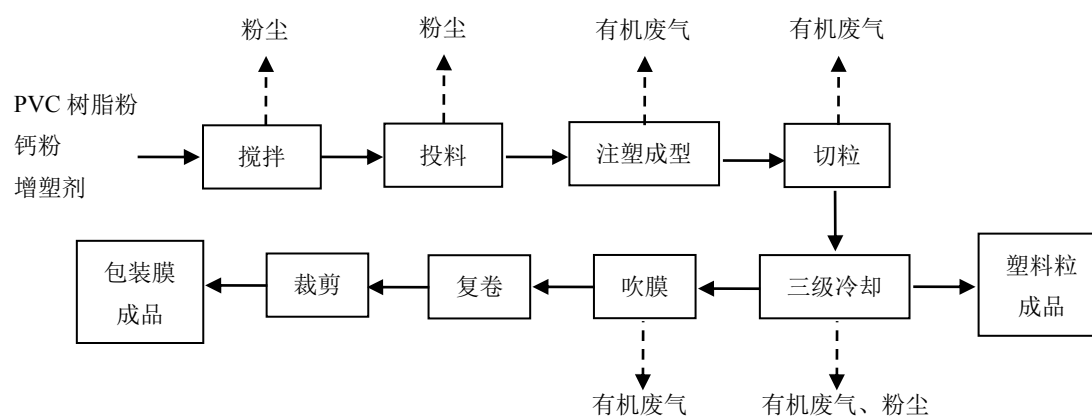 粉尘
粉尘
有机废气
有机废气
PVC 树脂粉
钙粉
增塑剂
搅拌
投料
注塑成型
切粒
包装膜
成品
裁剪
复卷
吹膜
三级冷却
塑料粒
成品
有机废气
有机废气、粉尘